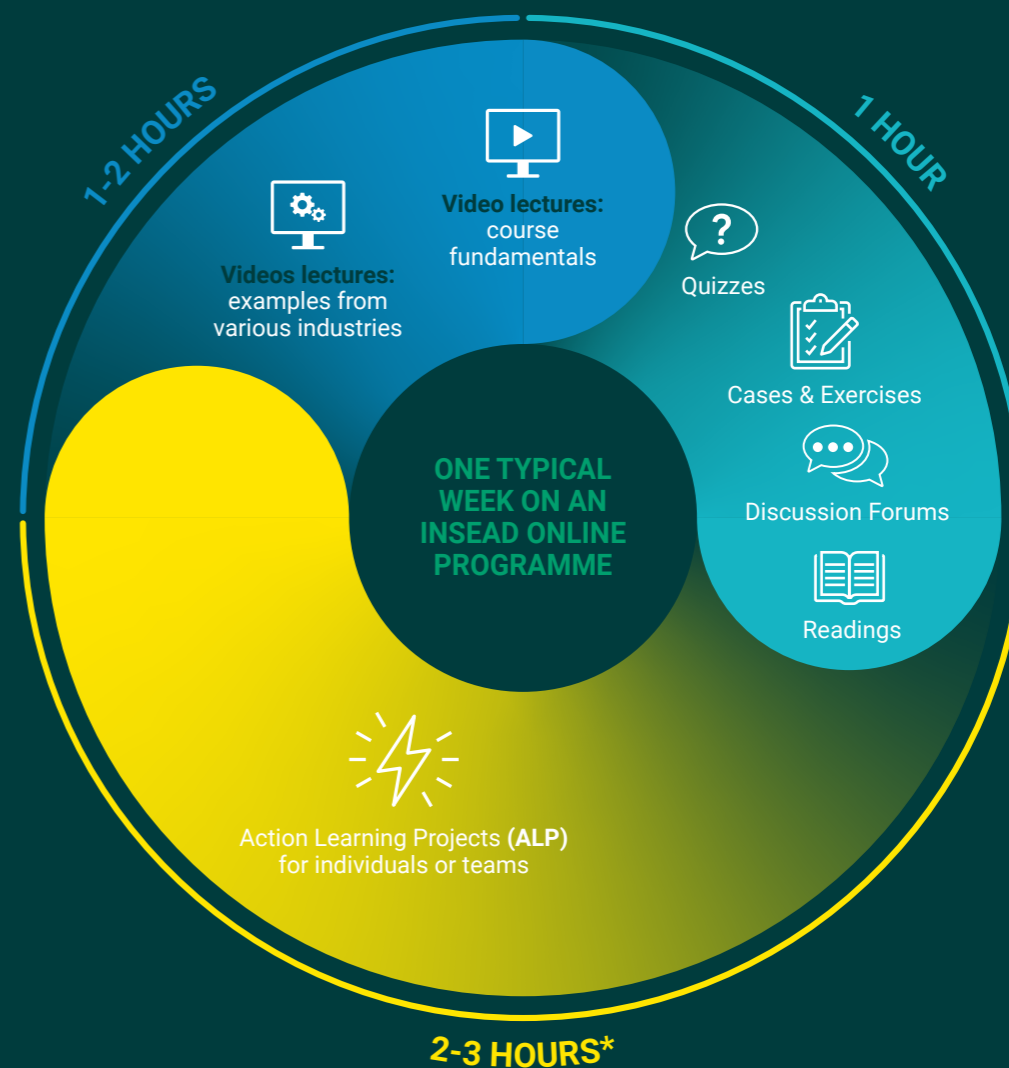 1-2 HOURS
1 HOUR
Video lectures:
course
fundamentals
Videos lectures:
examples from
various industries
?
Quizzes
Cases & Exercises
Discussion Forums
Readings
ONE TYPICAL
WEEK ON AN
INSEAD ONLINE
PROGRAMME
Action Learning Projects (ALP)
for individuals or teams
2-3 HOURS*